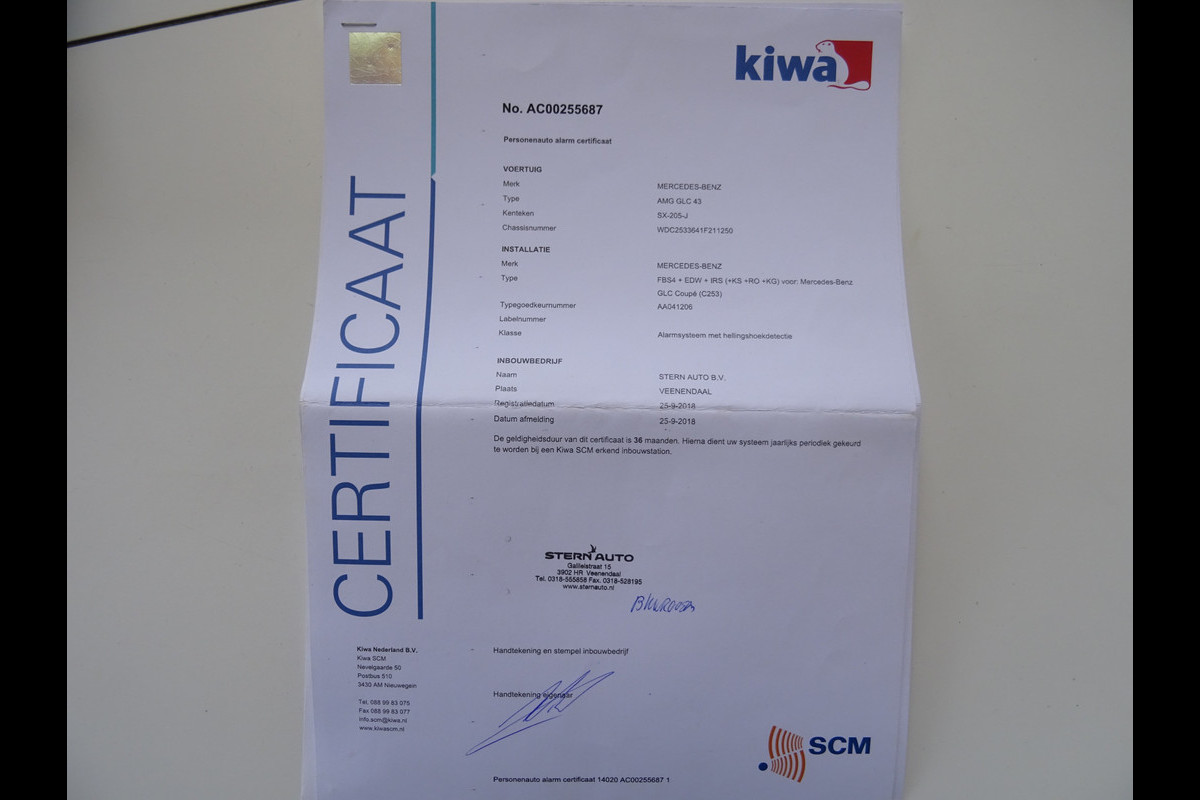 kiwa
No. AC00255687
Personenauto alarm certificaat
VOERTUIG
Merk MERCEDES-BENZ
Type AMG GLC 43
Kenteken SX-205-J
Chassisnummer WDC2533641F211250
INSTALLATIE
Merk MERCEDES-BENZ
Type FBS4 + EDW + IRS (+KS +RO +KG) voor: Mercedes-Benz
GLC Coupé (C253)
Typegoedkeurnummer AA041206
Labelnummer
Klasse Alarmsysteem met hellingshoekdetectie
INBOUWBEDRIJF
Naam STERN AUTO B.V.
Plaats VEENENDAAL
Registratiedatum 25-9-2018
Datum afmelding 25-9-2018
De geldigheidsduur van dit certificaat is 36 maanden. Hierna dient uw systeem jaarlijks periodiek gekeurd
te worden bij een Kiwa SCM erkend inbouwstation.
CERTIFICAAT
STERN AUTO
Galileistraat 15
3902 HR Veenendaal
Tel. 0318-555858 Fax. 0318-528195
www.sternauto.nl
Handtekening en stempel inbouwbedrijf
Handtekening eigenaar
Kiwa Nederland B.V.
Kiwa SCM
Nevelgaarde 50
Postbus 510
3430 AM Nieuwegein
Tel. 088 99 83 075
Fax 088 99 83 077
info.scm@kiwa.nl
www.kiwascm.nl
SCM
Personenauto alarm certificaat 14020 AC00255687 1